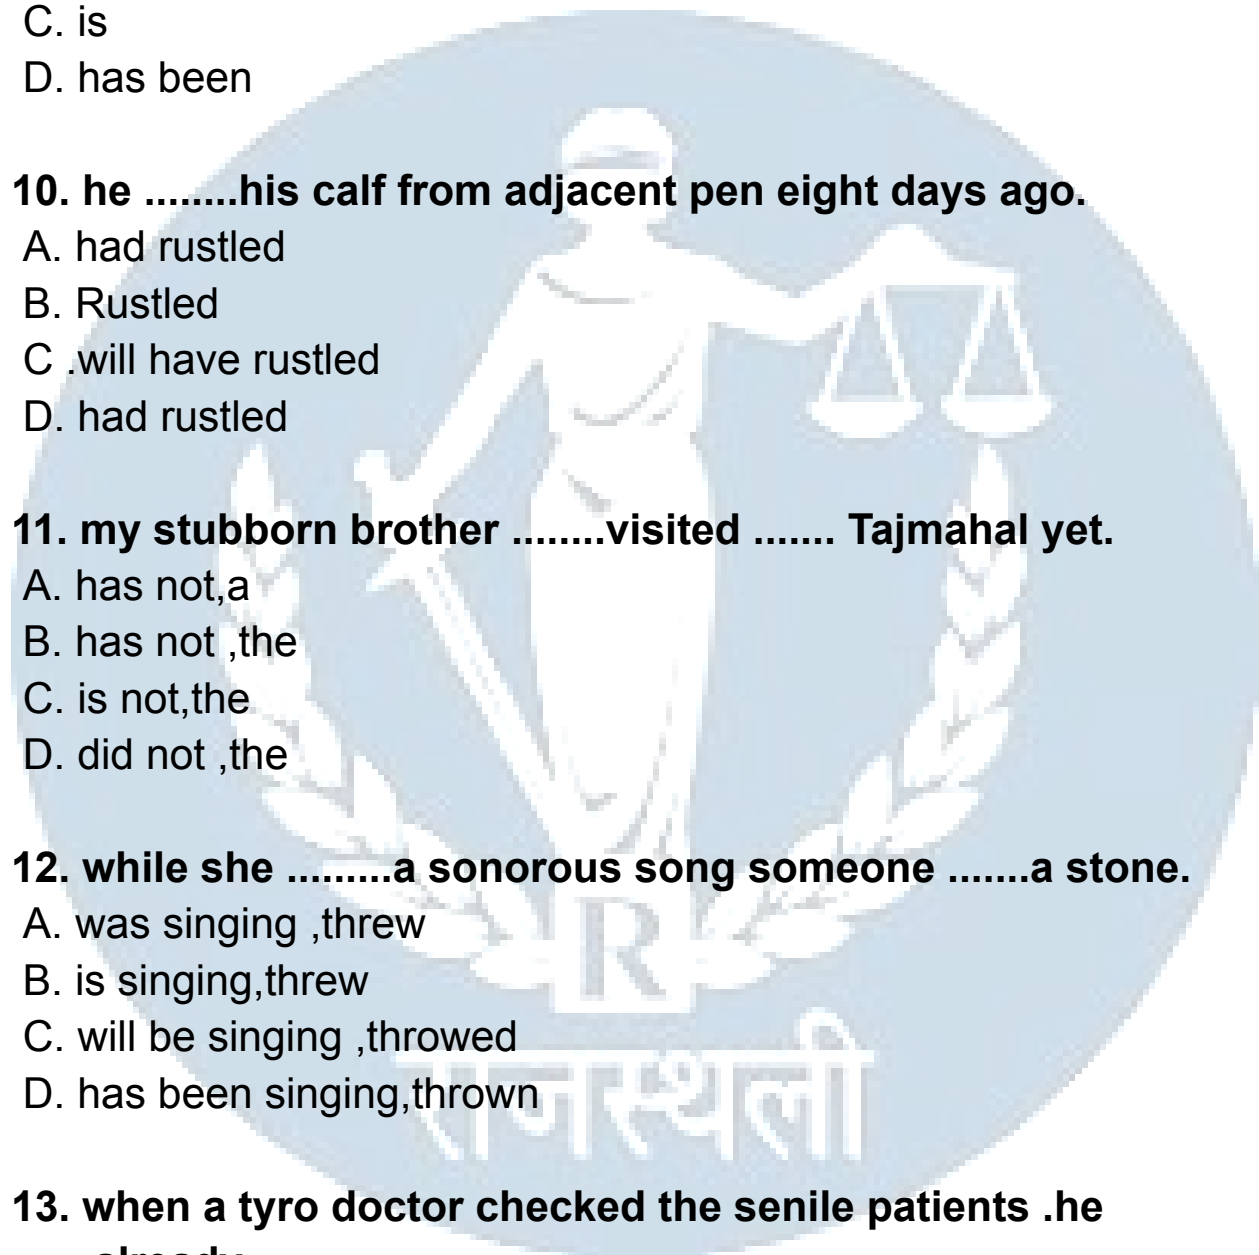 C. is
D. has been
10. he ........his calf from adjacent pen eight days ago.
A. had rustled
B. Rustled
C .will have rustled
D. had rustled
11. my stubborn brother ........visited ....... Tajmahal yet.
A. has not,a
B. has not ,the
C. is not,the
D. did not ,the
12. while she .........a sonorous song someone .......a stone.
A. was singing ,threw
B. is singing,threw
C. will be singing ,throwed
D. has been singing,thrown
R
राजस्थली
13. when a tyro doctor checked the senile patients .he
already